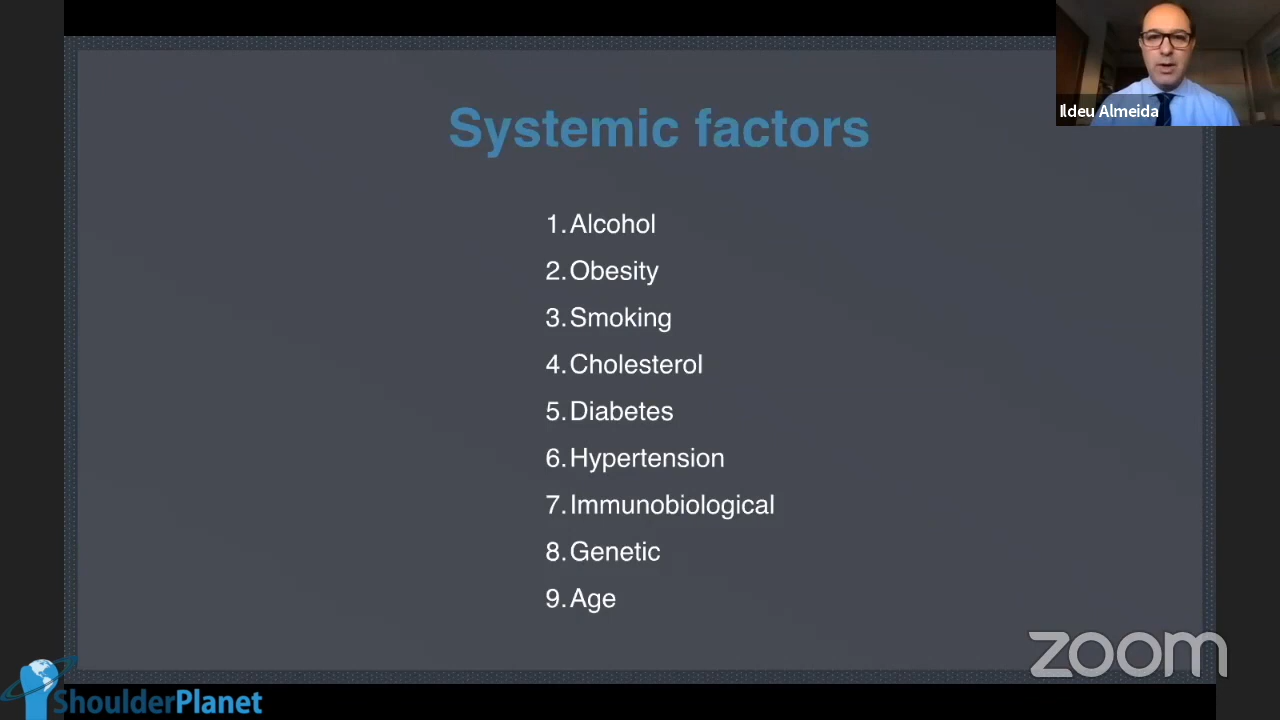 Systemic factors
Ildeu Almeida
1. Alcohol
2. Obesity
3. Smoking
4. Cholesterol
5. Diabetes
6. Hypertension
7. Immunobiological
8. Genetic
9. Age
zoom
ShoulderPlanet